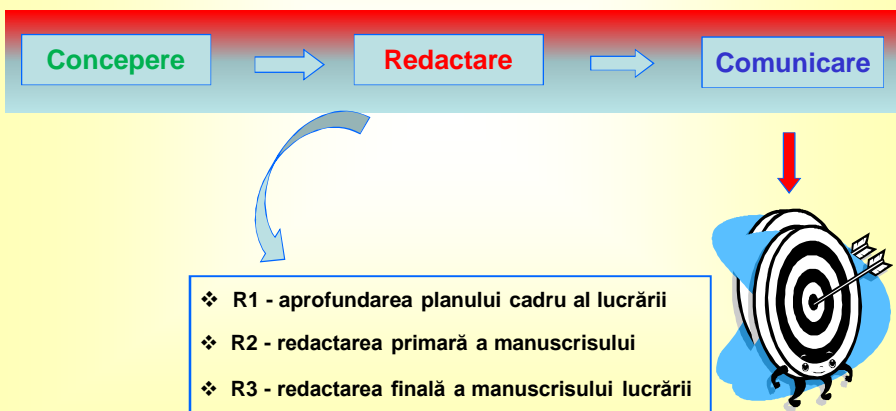 Concepere
Redactare
Comunicare
❖ R1 - aprofundarea planului cadru al lucrării
❖ R2 - redactarea primară a manuscrisului
❖ R3 - redactarea finală a manuscrisului lucrării